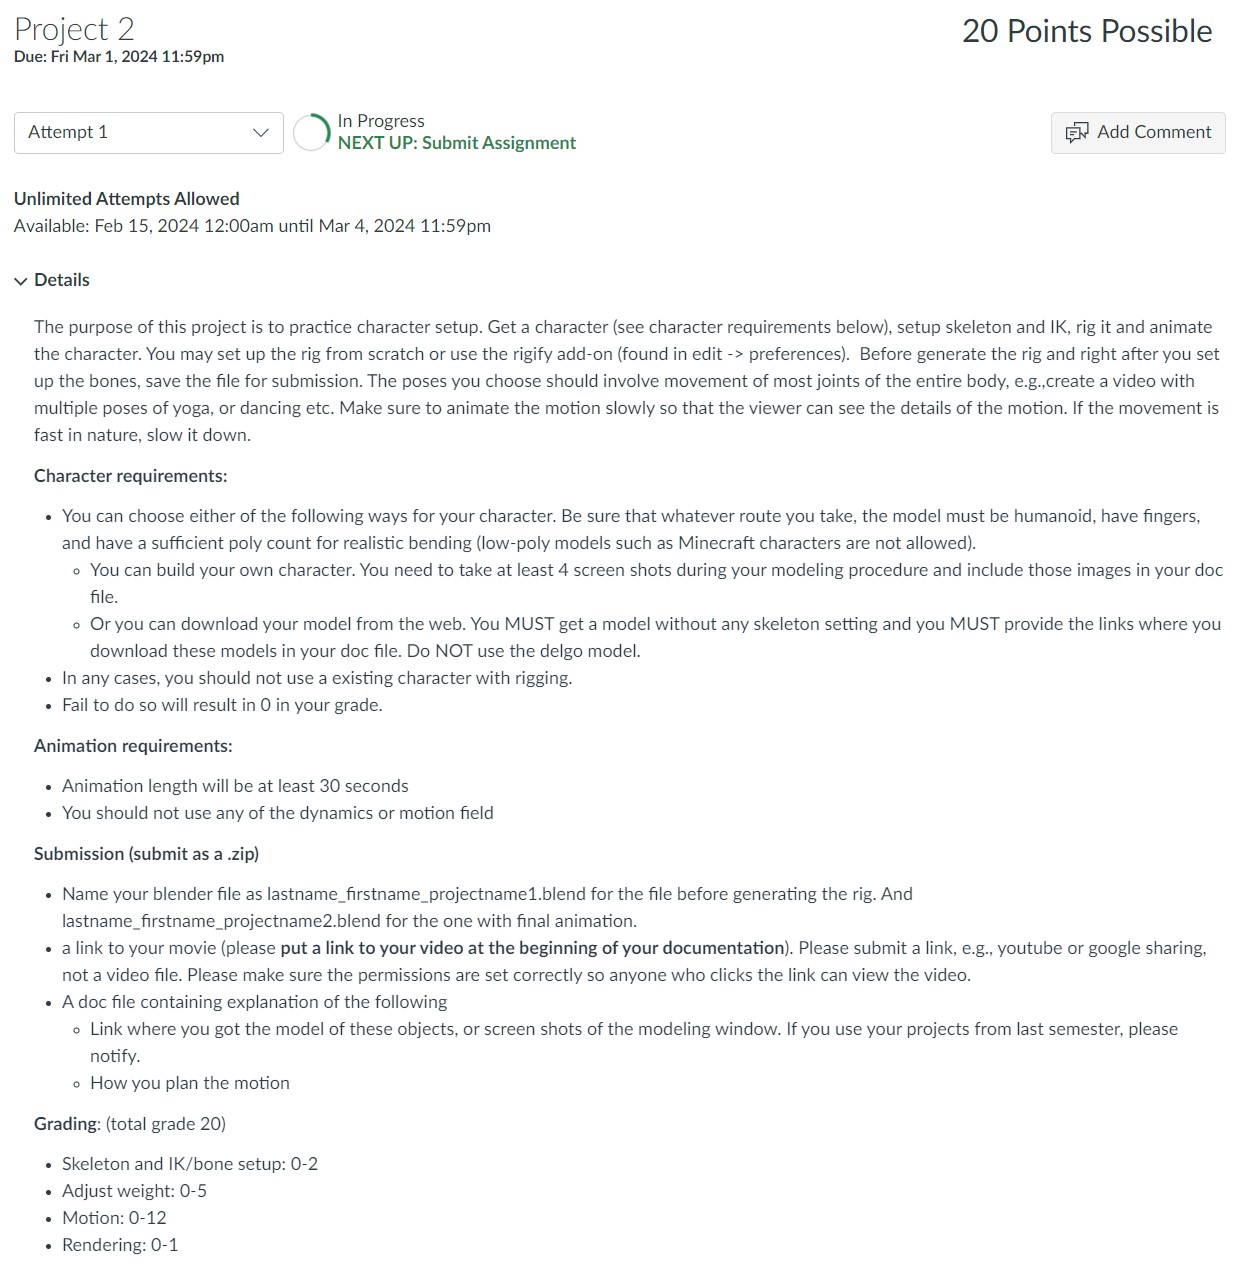 Project 2
20 Points Possible
Due: Fri Mar 1, 2024 11:59pm
Attempt 1
In Progress
NEXT UP: Submit Assignment
Add Comment
Unlimited Attempts Allowed
Available: Feb 15, 2024 12:00am until Mar 4, 2024 11:59pm
Details
The purpose of this project is to practice character setup. Get a character (see character requirements below), setup skeleton and IK, rig it and animate
the character. You may set up the rig from scratch or use the rigify add-on (found in edit -> preferences).  Before generate the rig and right after you set
up the bones, save the file for submission. The poses you choose should involve movement of most joints of the entire body, e.g.,create a video with
multiple poses of yoga, or dancing etc. Make sure to animate the motion slowly so that the viewer can see the details of the motion. If the movement is
fast in nature, slow it down.
Character requirements:
• You can choose either of the following ways for your character. Be sure that whatever route you take, the model must be humanoid, have fingers,
and have a sufficient poly count for realistic bending (low-poly models such as Minecraft characters are not allowed).
◦ You can build your own character. You need to take at least 4 screen shots during your modeling procedure and include those images in your doc
file.
◦ Or you can download your model from the web. You MUST get a model without any skeleton setting and you MUST provide the links where you
download these models in your doc file. Do NOT use the delgo model.
• In any cases, you should not use a existing character with rigging.
• Fail to do so will result in 0 in your grade.
Animation requirements:
• Animation length will be at least 30 seconds
• You should not use any of the dynamics or motion field
Submission (submit as a .zip)
• Name your blender file as lastname_firstname_projectname1.blend for the file before generating the rig. And
lastname_firstname_projectname2.blend for the one with final animation.
• a link to your movie (please put a link to your video at the beginning of your documentation). Please submit a link, e.g., youtube or google sharing,
not a video file. Please make sure the permissions are set correctly so anyone who clicks the link can view the video.
• A doc file containing explanation of the following
◦ Link where you got the model of these objects, or screen shots of the modeling window. If you use your projects from last semester, please
notify.
◦ How you plan the motion
Grading: (total grade 20)
• Skeleton and IK/bone setup: 0-2
• Adjust weight: 0-5
• Motion: 0-12
• Rendering: 0-1